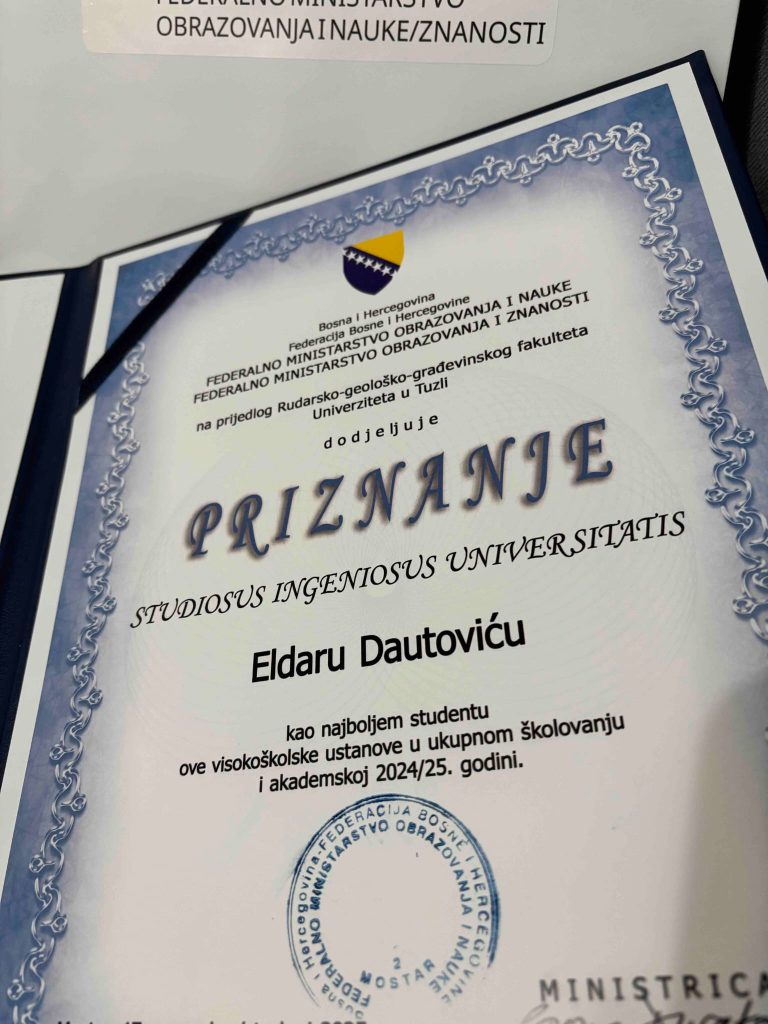 FEDERALNO MINISTARSTVO
OBRAZOVANJA I NAUKE/ZNANOSTI
Bosna i Hercegovina
Federacija Bosne i Hercegovine
FEDERALNO MINISTARSTVO OBRAZOVANJA I NAUKE
FEDERALNO MINISTARSTVO OBRAZOVANJA I ZNANOSTI
na prijedlog Rudarsko-geološko-građevinskog fakulteta
Univerziteta u Tuzli
d o d j e l j u j e
PRIZNANJE
STUDIOSUS INGENIOSUS UNIVERSITATIS
Eldaru Dautoviću
kao najboljem studentu
ove visokoškolske ustanove u ukupnom školovanju
i akademskoj 2024/25. godini.
Bosna i Hercegovina-FEDERACIJA BOSNE I HERCEGOVINE
FEDERALNO MINISTARSTVO OBRAZOVANJA I NAUKE
2
MOSTAR
MINISTRICA